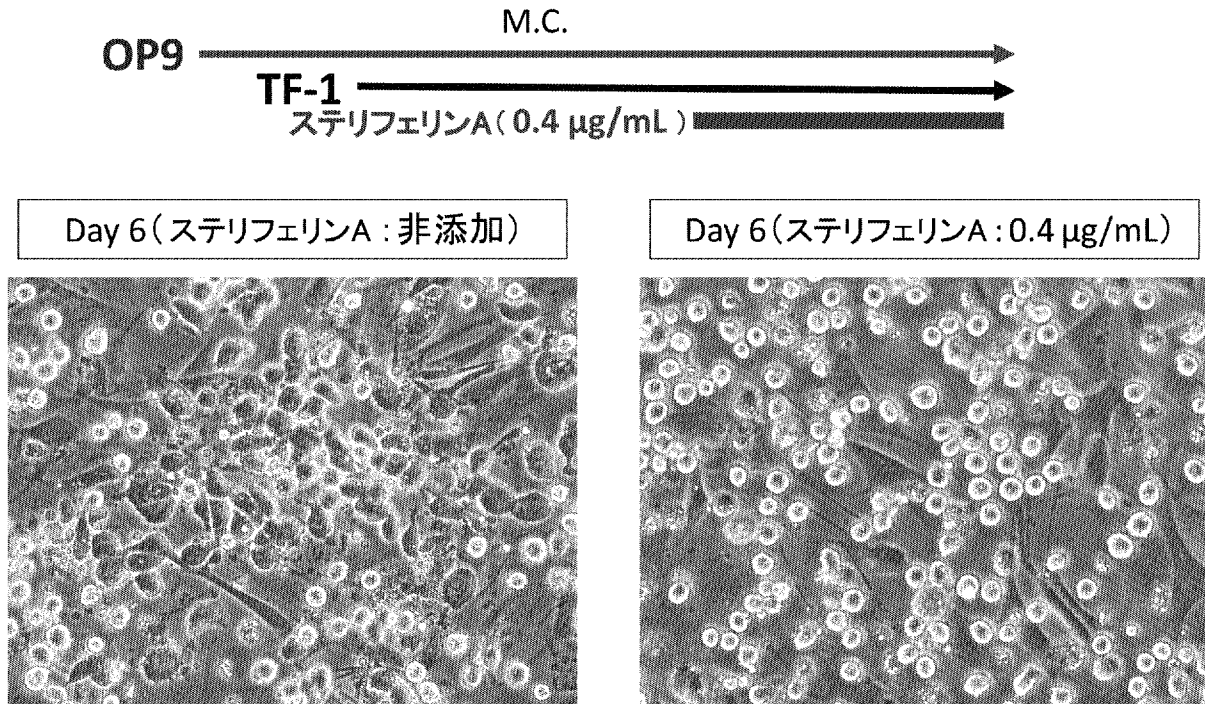 M.C.
OP9
TF-1
ステリフェリンA( 0.4 µg/mL )
Day 6(ステリフェリンA : 非添加)
Day 6(ステリフェリンA : 0.4 µg/mL)